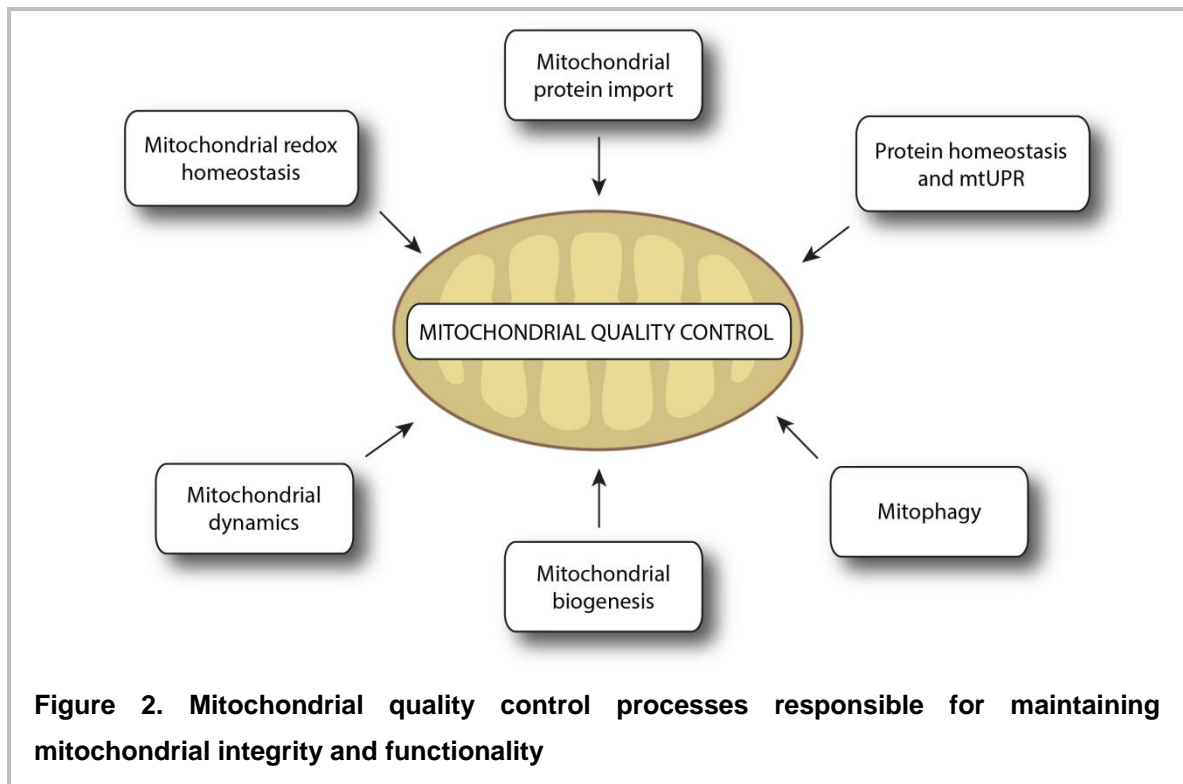 Mitochondrial
protein import
Mitochondrial redox
homeostasis
Protein homeostasis
and mtUPR
MITOCHONDRIAL QUALITY CONTROL
Mitochondrial
dynamics
Mitophagy
Mitochondrial
biogenesis
Figure 2. Mitochondrial quality control processes responsible for maintaining
mitochondrial integrity and functionality